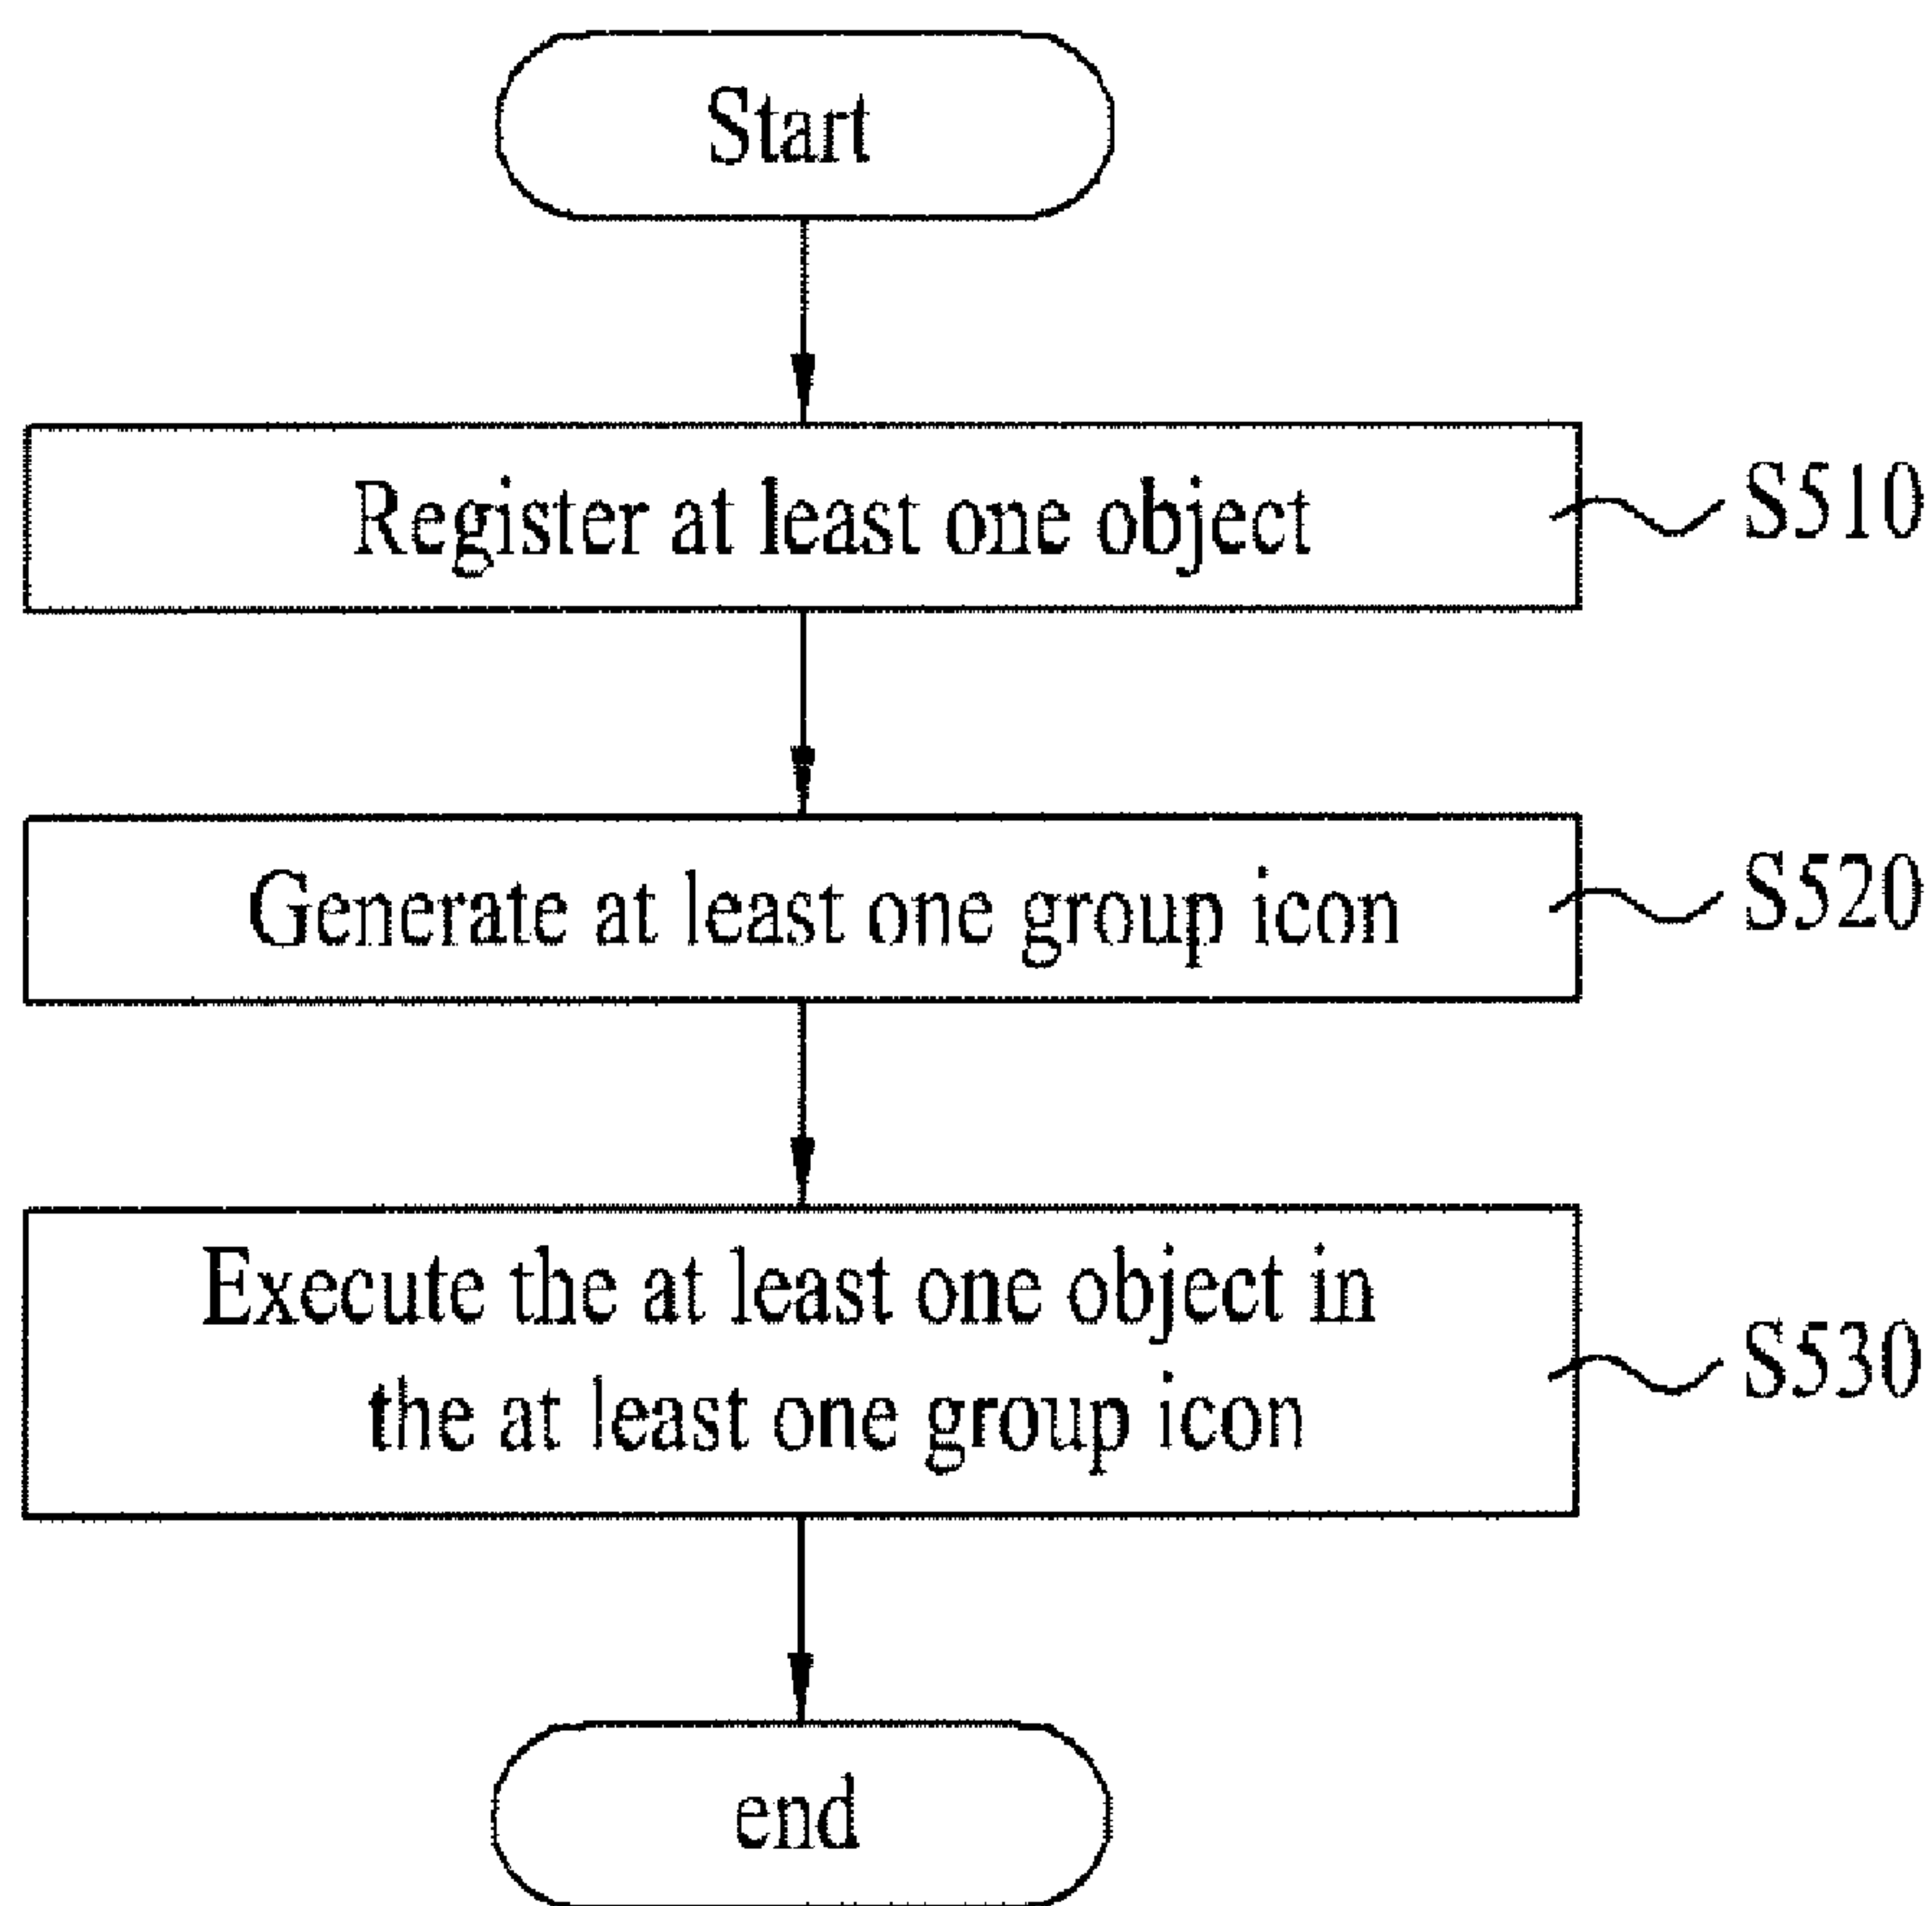 Start
Register at least one object
S510
Generate at least one group icon
S520
Execute the at least one object in
the at least one group icon
S530
end